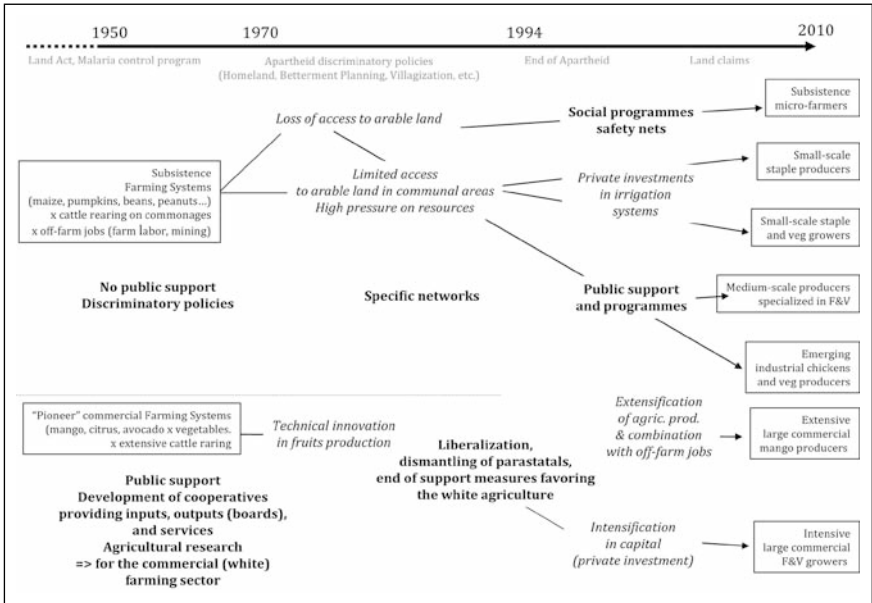 1950
1970
1994
2010
Land Act, Malaria control program
Apartheid discriminatory policies
(Homeland, Betterment Planning, Villagization, etc.)
End of Apartheid
Land claims
Loss of access to arable land
Social programmes
safety nets
Subsistence
micro-farmers
Subsistence
Farming Systems
(maize, pumpkins, beans, peanuts...)
x cattle rearing on commonages
x off-farm jobs (farm labor, mining)
Limited access
to arable land in communal areas
High pressure on resources
Private investments
in irrigation
systems
Small-scale
staple producers
Small-scale staple
and veg growers
No public support
Discriminatory policies
Specific networks
Public support
and programmes
Medium-scale producers
specialized in F&V
Emerging
industrial chickens
and veg producers
"Pioneer" commercial Farming Systems
(mango, citrus, avocado x vegetables.
x extensive cattle raring
Technical innovation
in fruits production
Extensification
of agric. prod.
& combination
with off-farm jobs
Extensive
large commercial
mango producers
Liberalization,
dismantling of parastatals,
end of support measures favoring
the white agriculture
Public support
Development of cooperatives
providing inputs, outputs (boards),
and services
Agricultural research
=> for the commercial (white)
farming sector
Intensification
in capital
(private investment)
Intensive
large commercial
F&V growers